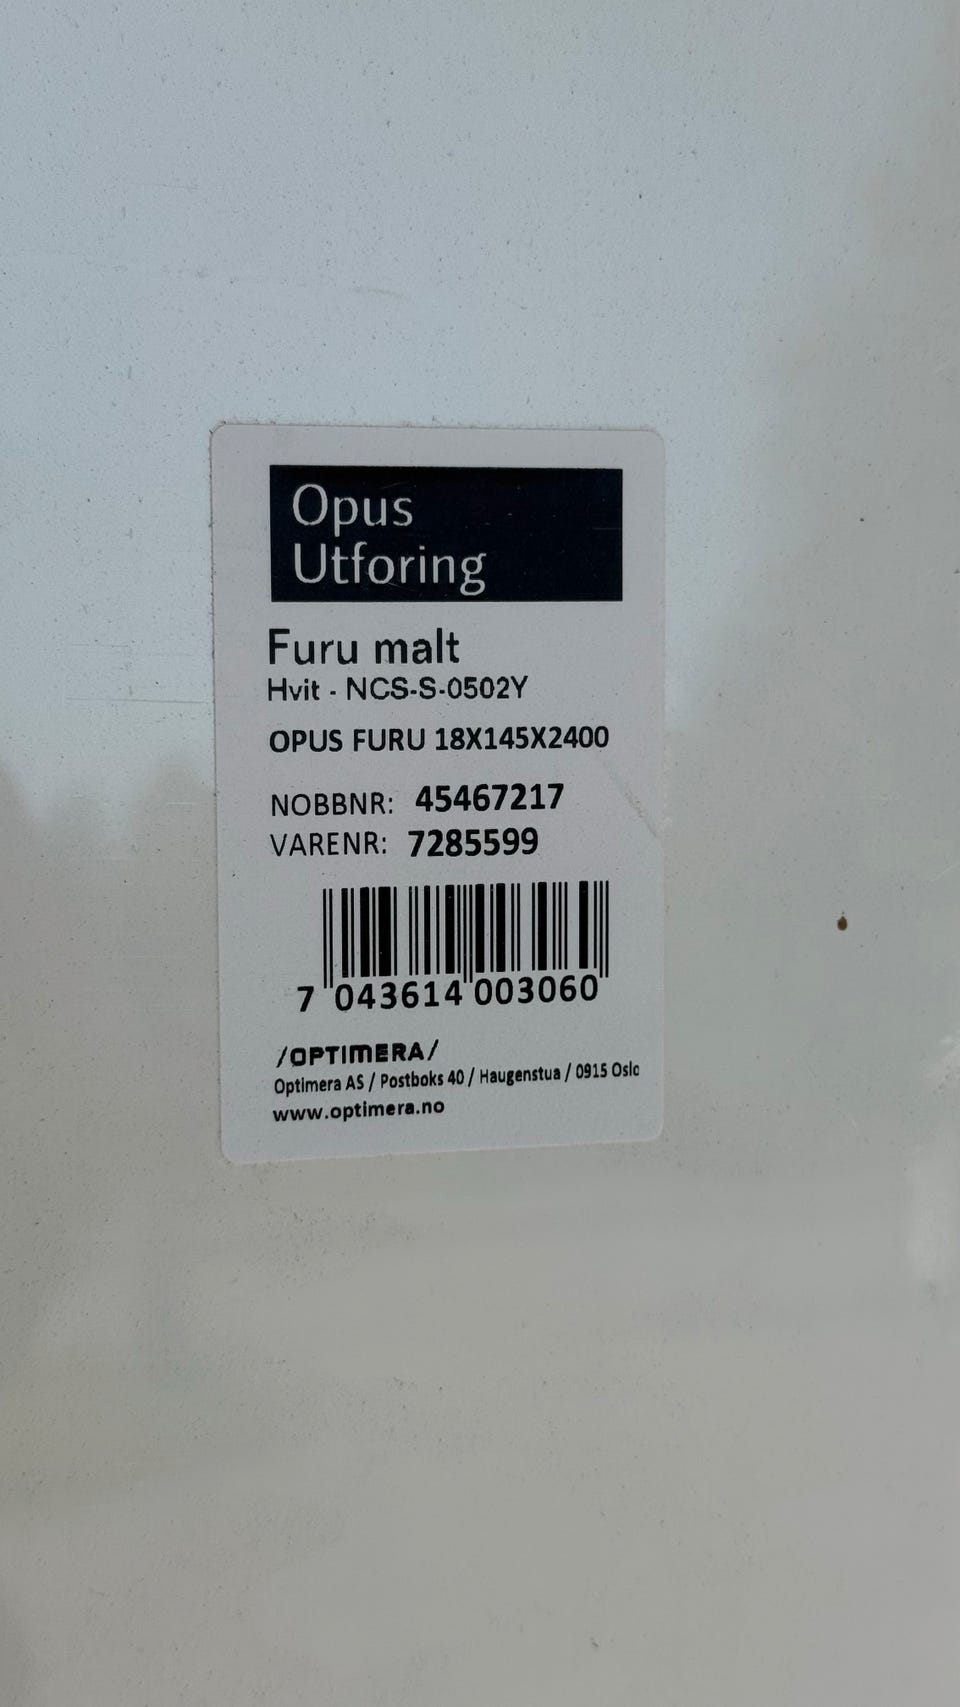 Opus
Utforing
Furu malt
Hvit - NCS-S-0502Y
OPUS FURU 18X145X2400
NOBBNR: 45467217
VARENR: 7285599
7 043614 003060
/OPTIMERA/
Optimera AS / Postboks 40 / Haugenstua / 0915 Oslo
www.optimera.no